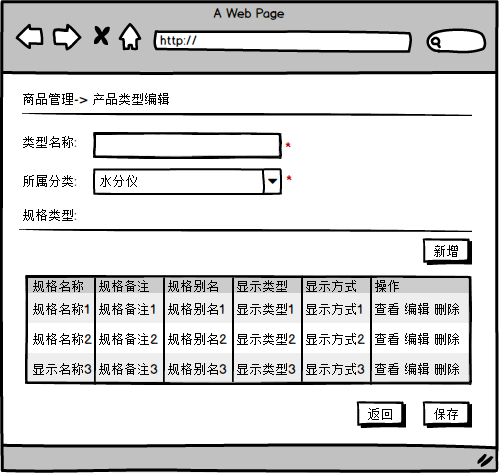 A Web Page
http://
商品管理-> 产品类型编辑
类型名称: *
所属分类: 水分仪 *
规格类型:
新增
规格名称 规格备注 规格别名 显示类型 显示方式 操作
规格名称1 规格备注1 规格别名1 显示类型1 显示方式1 查看 编辑 删除
规格名称2 规格备注2 规格别名2 显示类型2 显示方式2 查看 编辑 删除
显示名称3 规格备注3 规格别名3 显示类型3 显示方式3 查看 编辑 删除
返回 保存